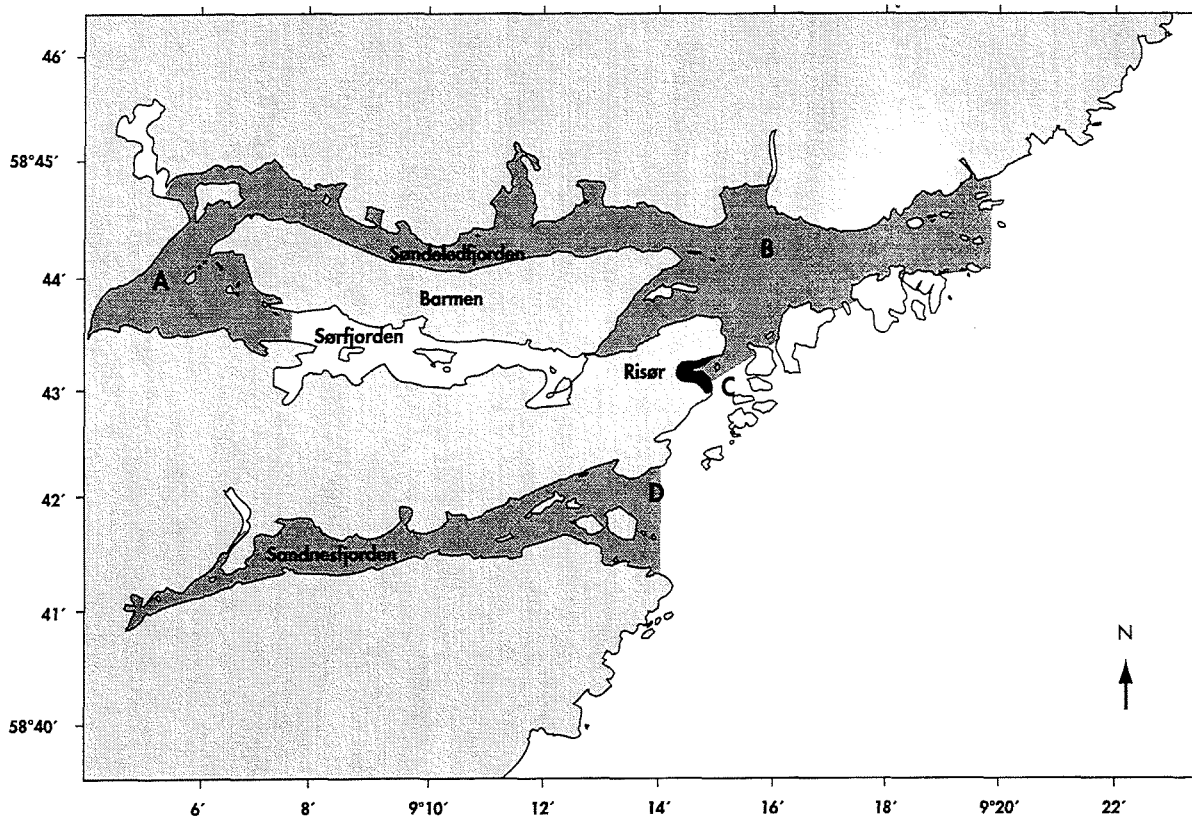 46′
58°45′
B
Søndeledfjorden
A
44′
Barmen
Sørfjorden
Risør
43′
C
42′
D
Sandnesfjorden
41′
N
58°40′
6′ 8′ 9°10′ 12′ 14′ 16′ 18′ 9°20′ 22′